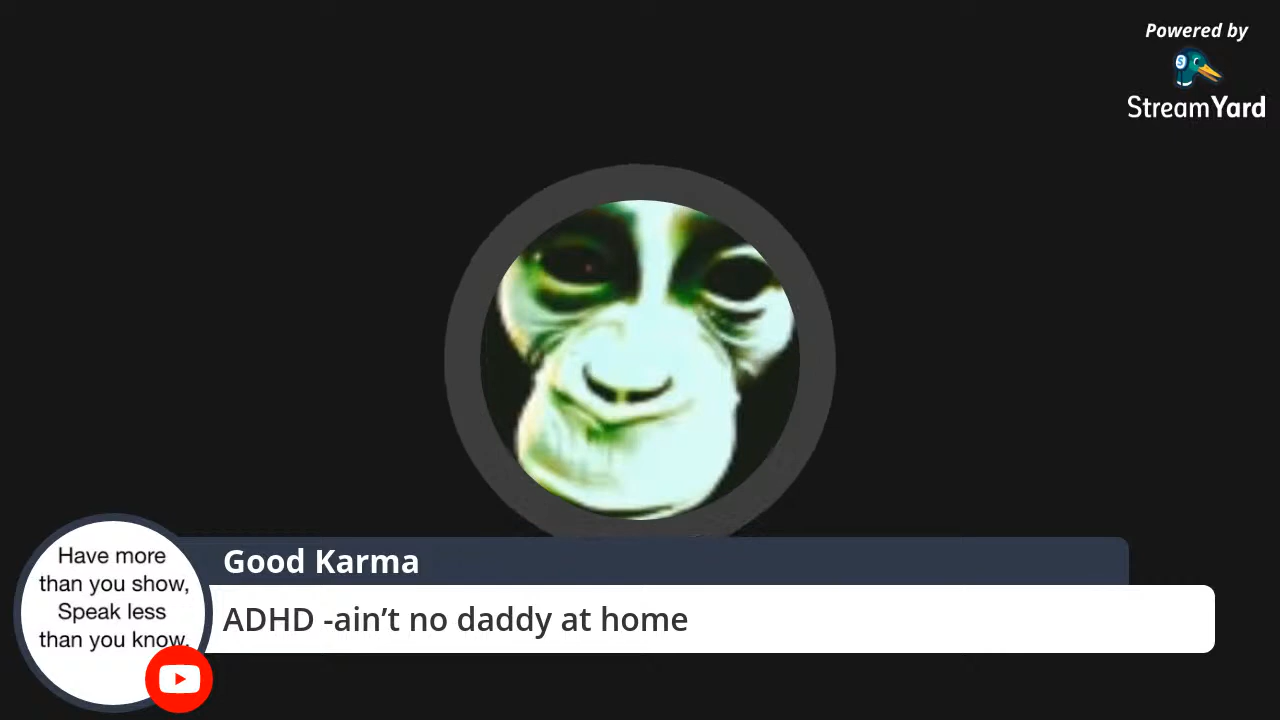 Powered by
StreamYard
Good Karma
Have more
than you show,
Speak less
than you know.
ADHD -ain’t no daddy at home